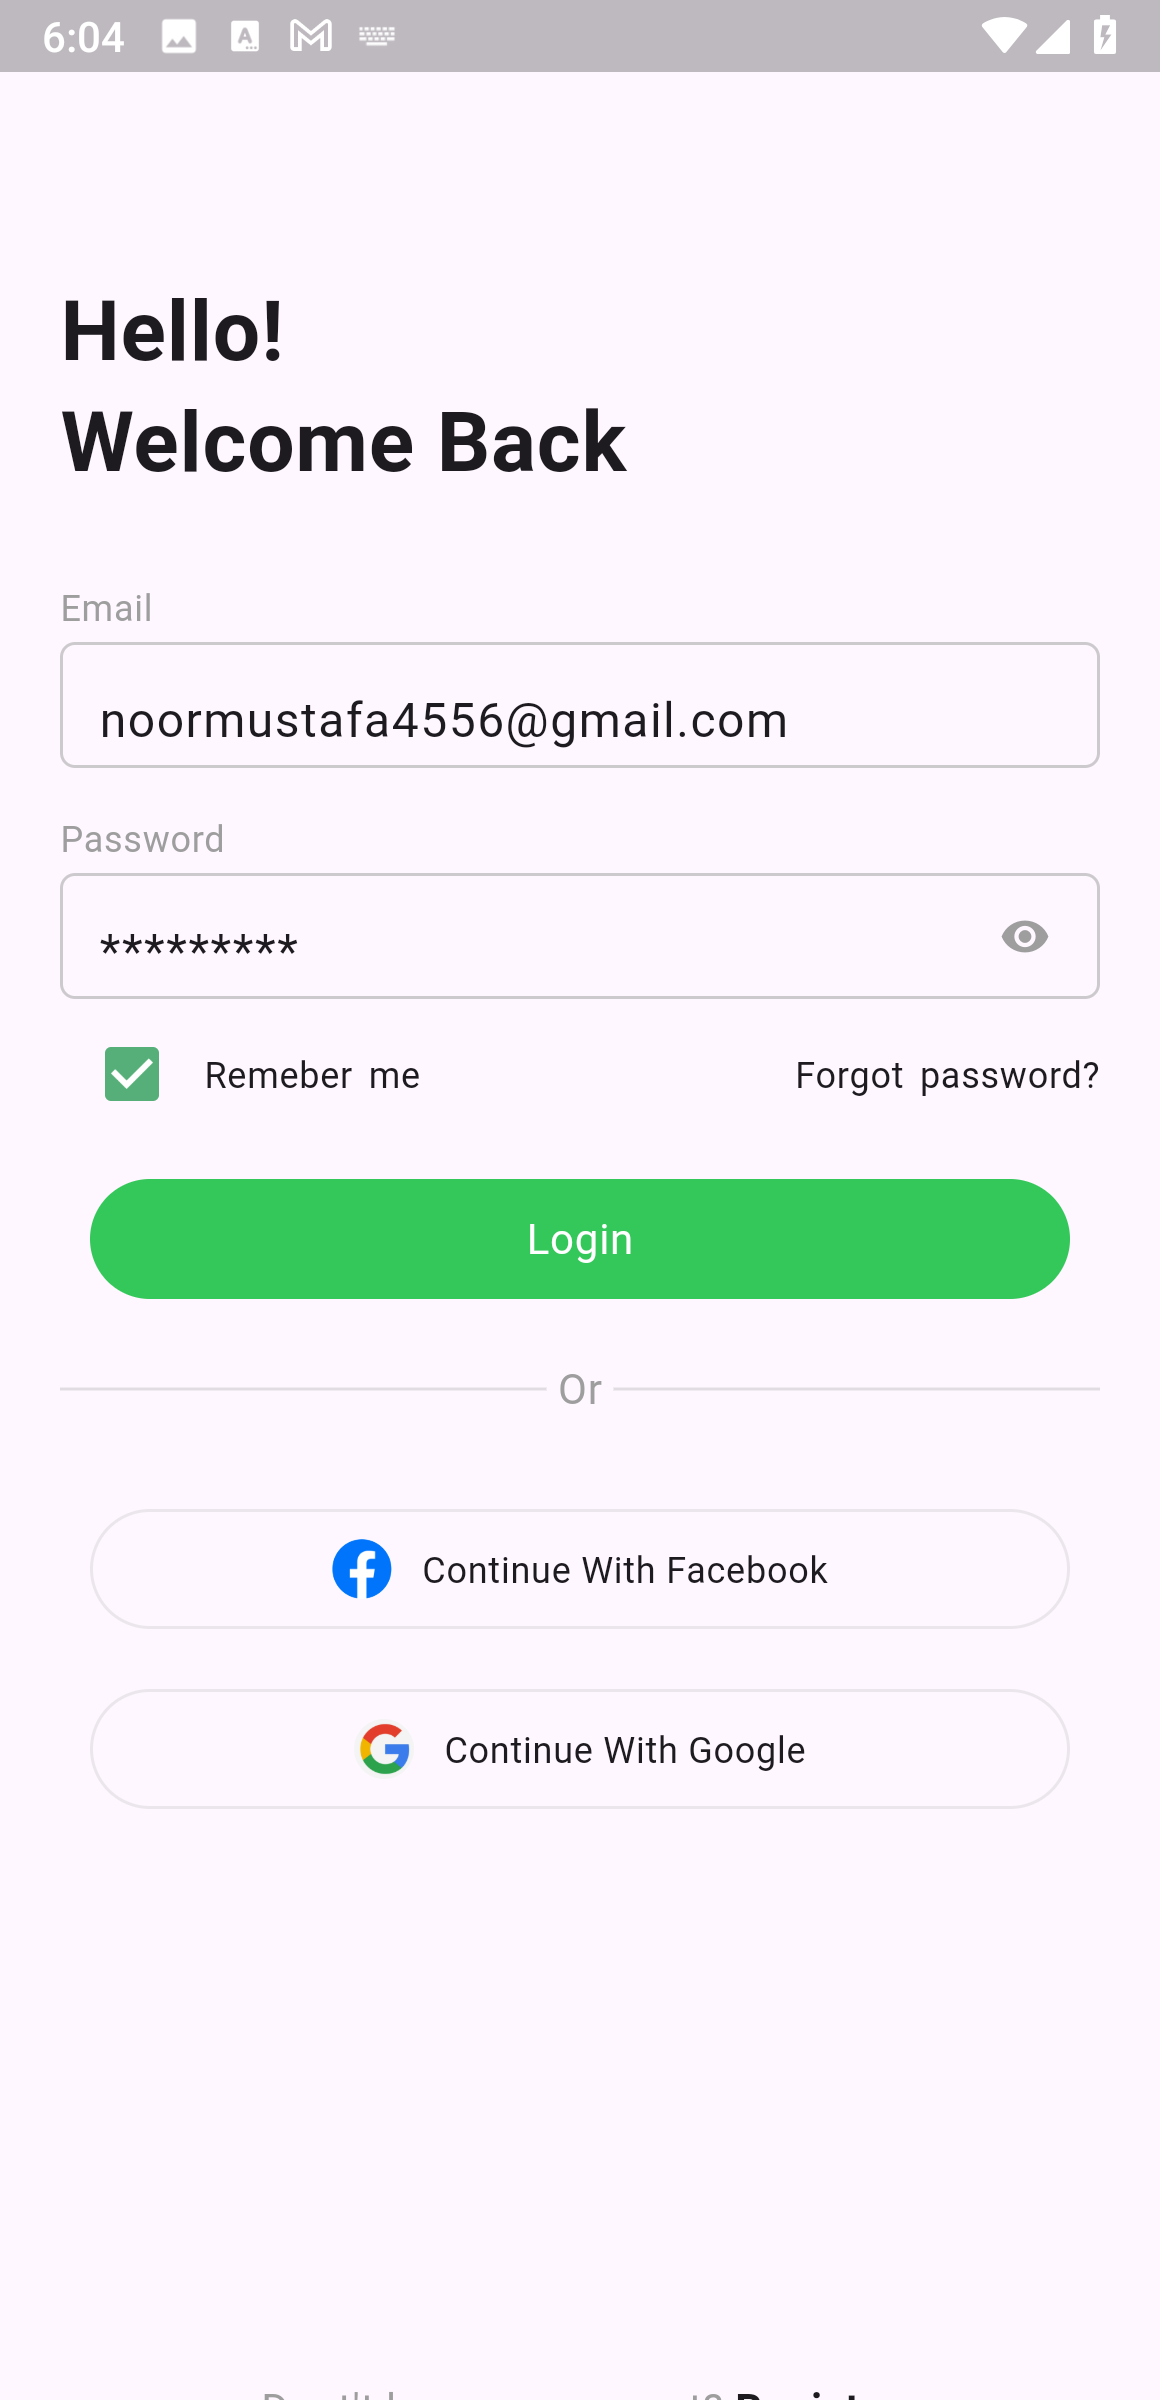 6:04
Hello!
Welcome Back
Email
noormustafa4556@gmail.com
Password
*********
Remeber me
Forgot password?
Login
Or
Continue With Facebook
Continue With Google